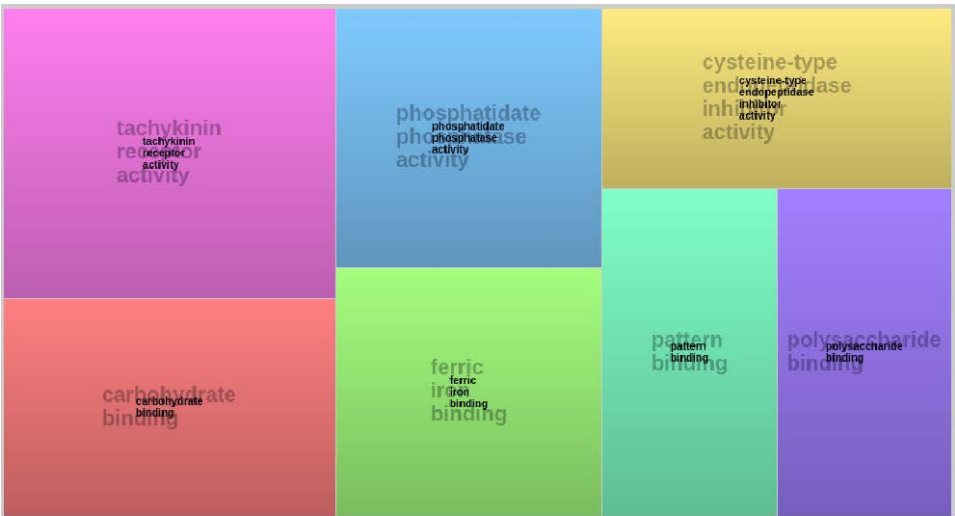 tachykinin
receptor
activity
tachykinin
receptor
activity
phosphatidate
phosphatase
activity
phosphatidate
phosphatase
activity
cysteine-type
endopeptidase
inhibitor
activity
cysteine-type
endopeptidase
inhibitor
activity
carbohydrate
binding
carbohydrate
binding
ferric
iron
binding
ferric
iron
binding
pattern
binding
pattern
binding
polysaccharide
binding
polysaccharide
binding